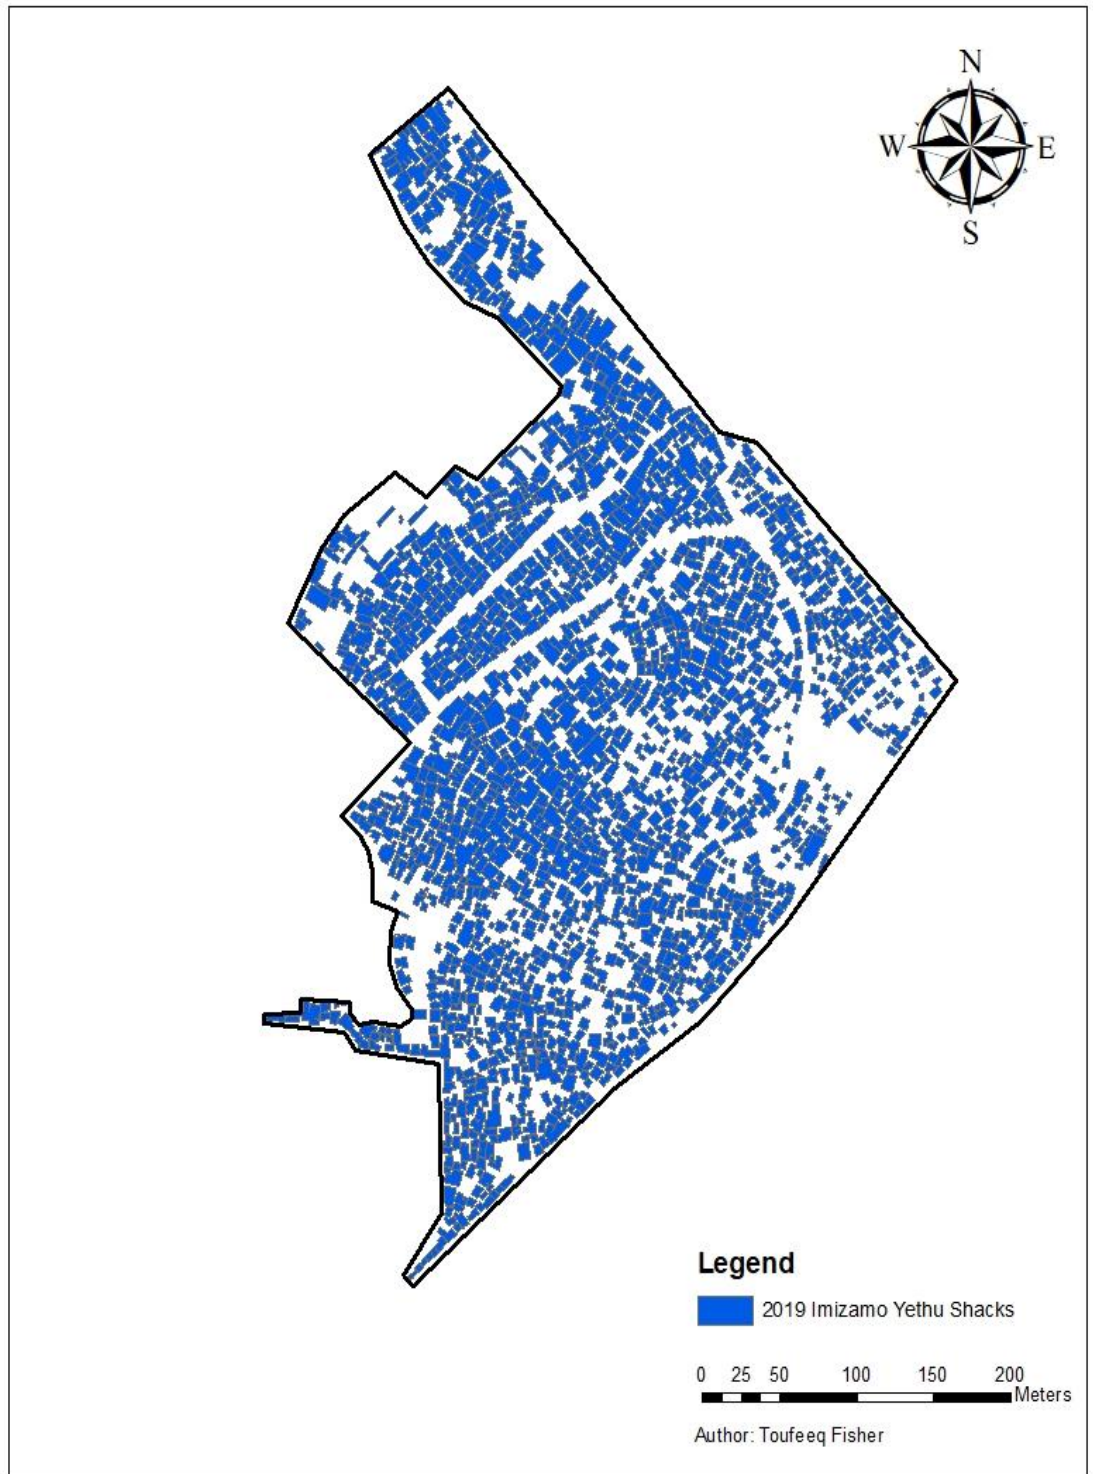 N
W E
S
Legend
2019 Imizamo Yethu Shacks
0 25 50 100 150 200
Meters
Author: Toufeeq Fisher